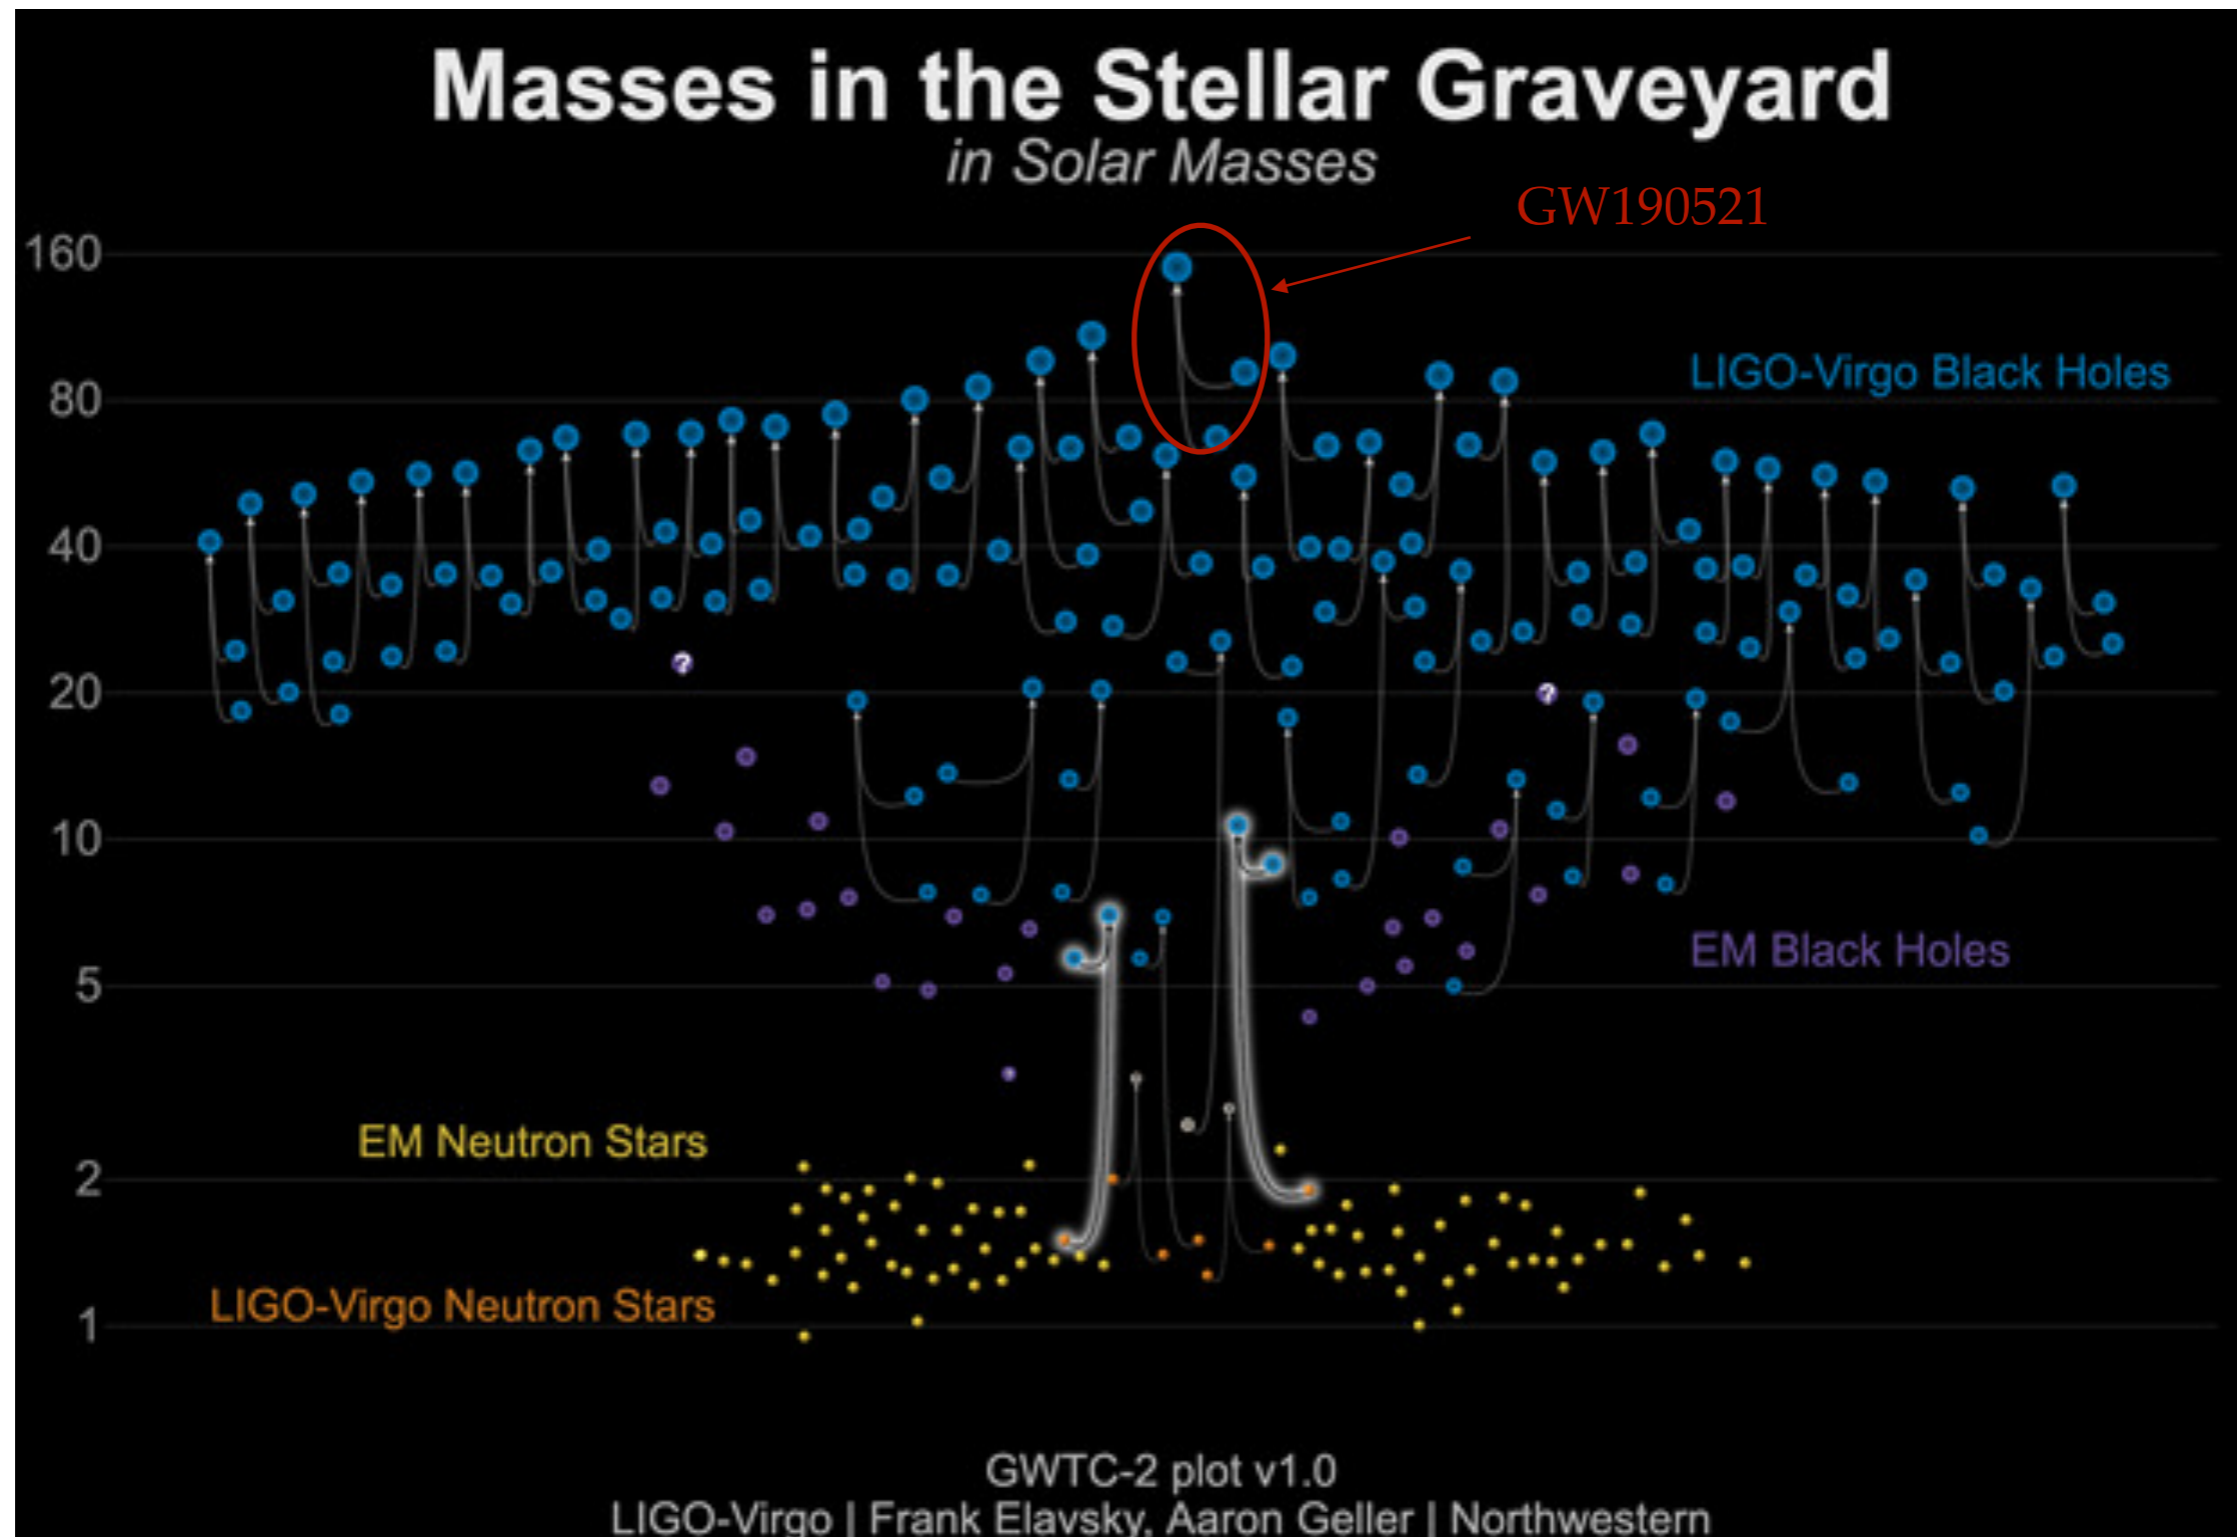 Masses in the Stellar Graveyard
in Solar Masses
GW190521
160
LIGO-Virgo Black Holes
80
40
?
20
?
10
EM Black Holes
5
EM Neutron Stars
2
LIGO-Virgo Neutron Stars
1
GWTC-2 plot v1.0
LIGO-Virgo | Frank Elavsky, Aaron Geller | Northwestern